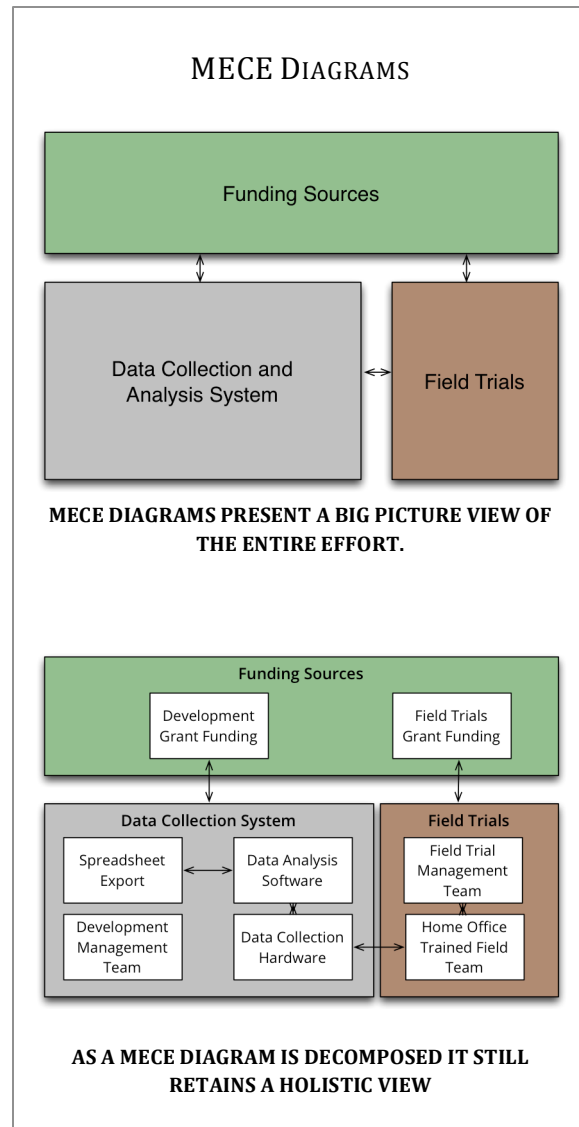 MECE DIAGRAMS
Funding Sources
Data Collection and
Analysis System
Field Trials
MECE DIAGRAMS PRESENT A BIG PICTURE VIEW OF
THE ENTIRE EFFORT.
Funding Sources
Development
Grant Funding
Field Trials
Grant Funding
Data Collection System
Spreadsheet
Export
Data Analysis
Software
Development
Management
Team
Data Collection
Hardware
Field Trials
Field Trial
Management
Team
Home Office
Trained Field
Team
AS A MECE DIAGRAM IS DECOMPOSED IT STILL
RETAINS A HOLISTIC VIEW